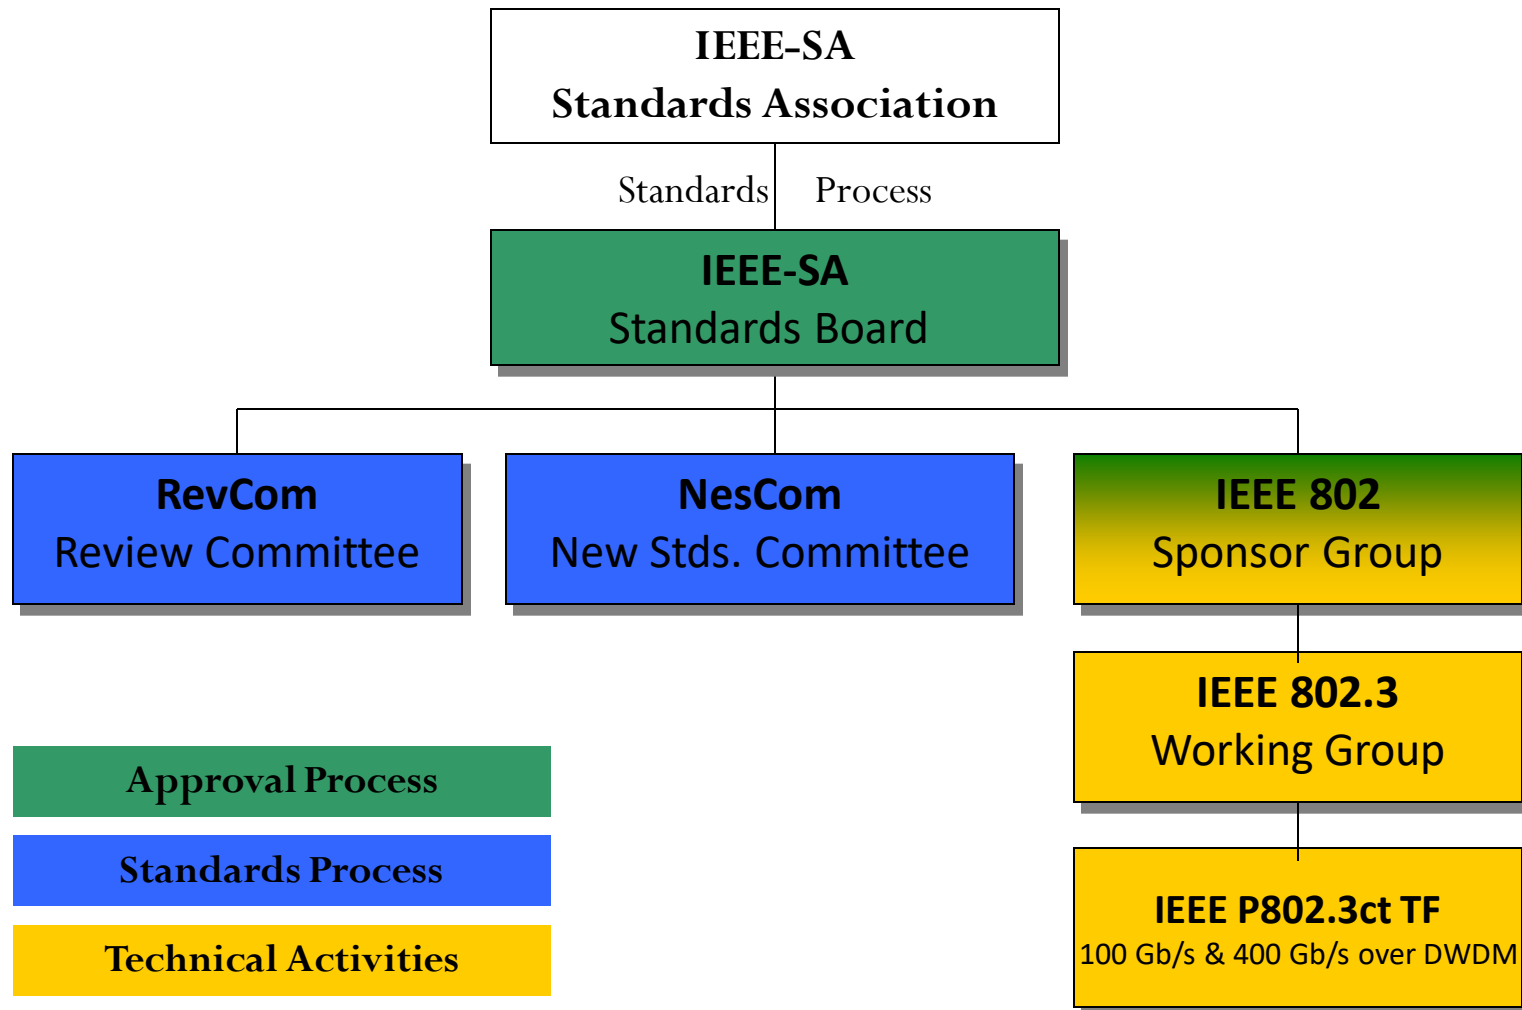 IEEE-SA
Standards Association
Standards Process
IEEE-SA
Standards Board
RevCom
Review Committee
NesCom
New Stds. Committee
IEEE 802
Sponsor Group
IEEE 802.3
Working Group
Approval Process
Standards Process
Technical Activities
IEEE P802.3ct TF
100 Gb/s & 400 Gb/s over DWDM